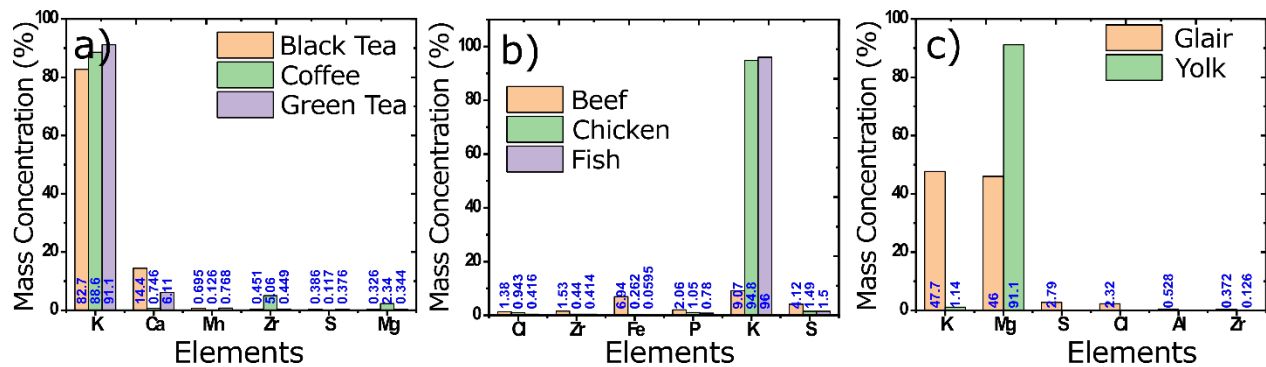 a)
Mass Concentration (%)
100
80
60
40
20
0
Black Tea
Coffee
Green Tea
82.7 88.6 91.1
14.4 0.746 6.11
0.695 0.126 0.768
0.451 5.06 0.449
0.386 0.117 0.376
0.326 2.34 0.344
K Ca Mn Zr S Mg
Elements
b)
Mass Concentration (%)
100
80
60
40
20
0
Beef
Chicken
Fish
1.38 0.943 0.416
1.53 0.44 0.414
6.94 0.262 0.0595
2.06 1.05 0.78
9.07 94.8 96
4.12 1.49 1.5
Cl Zr Fe P K S
Elements
c)
Mass Concentration (%)
100
80
60
40
20
0
Glair
Yolk
47.7 1.14
46 91.1
2.79
2.32
0.528
0.372 0.126
K Mg S Cl Al Zr
Elements